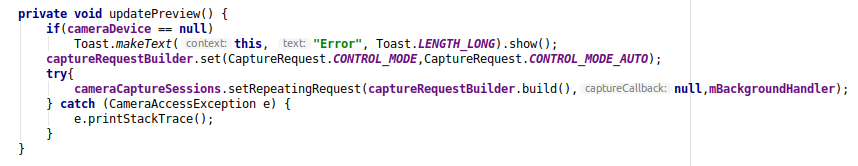 private void updatePreview() {
if(cameraDevice == null)
Toast.makeText( context: this, text: "Error", Toast.LENGTH_LONG).show();
captureRequestBuilder.set(CaptureRequest.CONTROL_MODE,CaptureRequest.CONTROL_MODE_AUTO);
try{
cameraCaptureSessions.setRepeatingRequest(captureRequestBuilder.build(), captureCallback: null,mBackgroundHandler);
} catch (CameraAccessException e) {
e.printStackTrace();
}
}